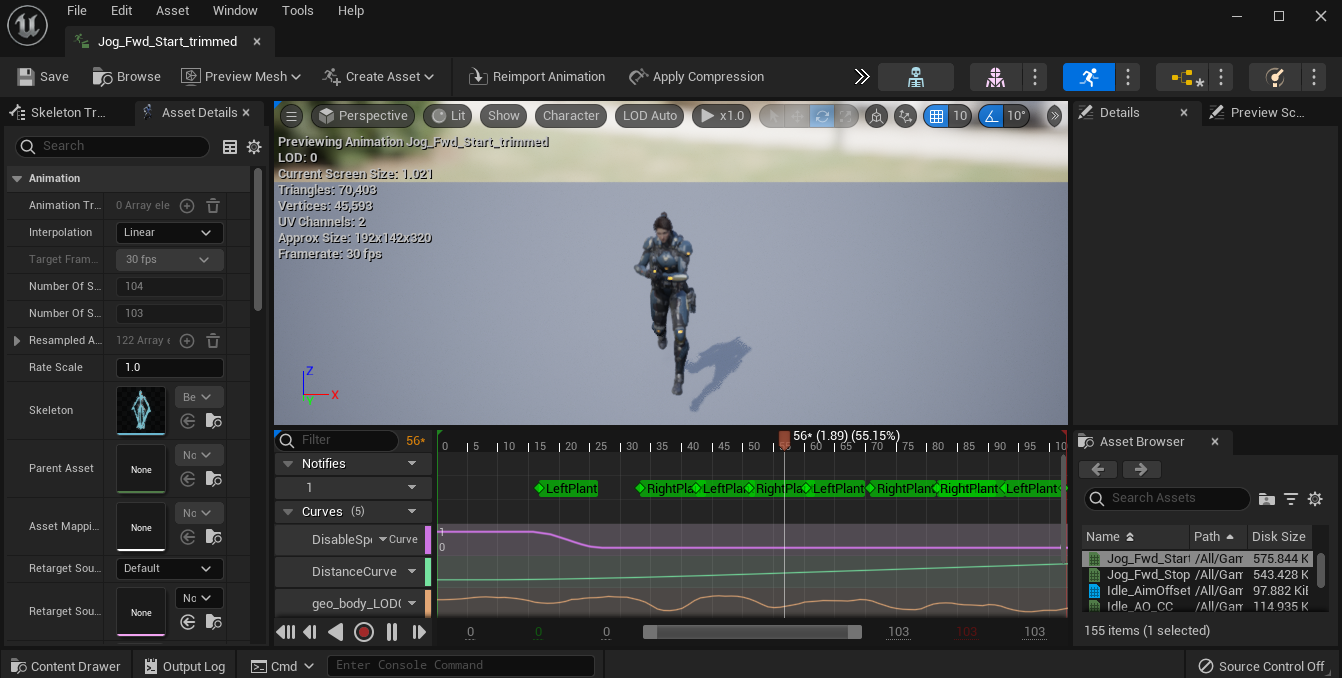 File Edit Asset Window Tools Help
Jog_Fwd_Start_trimmed
Save Browse Preview Mesh Create Asset Reimport Animation Apply Compression
Skeleton Tr... Asset Details
Search
Animation
Animation Tr... 0 Array ele
Interpolation Linear
Target Fram... 30 fps
Number Of S... 104
Number Of S... 103
Resampled A... 122 Array e
Rate Scale 1.0
Skeleton Be
Parent Asset None No
Asset Mappi... None No
Retarget Sou... Default
Retarget Sou... None No
Perspective Lit Show Character LOD Auto x1.0 10 10°
Previewing Animation Jog_Fwd_Start_trimmed
LOD: 0
Current Screen Size: 1.021
Triangles: 70,403
Vertices: 45,593
UV Channels: 2
Approx Size: 192x142x320
Framerate: 30 fps
Z
X
Y
Filter 56*
56* (1.89) (55.15%)
0 5 10 15 20 25 30 35 40 45 50 55 60 65 70 75 80 85 90 95 10
Notifies
1 LeftPlant RightPla LeftPla RightPla LeftPlant RightPlant RightPlant LeftPlant
Curves (5)
DisableSpe Curve 1
0
DistanceCurve
geo_body_LOD0
0 0 0 103 103 103
Details Preview Sc...
Asset Browser
Search Assets
Name Path Disk Size
Jog_Fwd_Start /All/Gam 575.844 K
Jog_Fwd_Stop /All/Gam 543.428 K
Idle_AimOffset /All/Gam 97.882 KiB
Idle_AO_CC /All/Gam 114.935 K
155 items (1 selected)
Content Drawer Output Log Cmd Enter Console Command Source Control Off